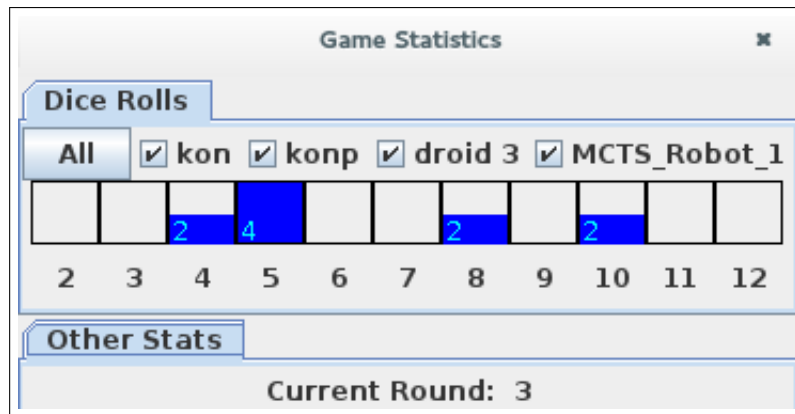 Game Statistics
Dice Rolls
All kon konp droid 3 MCTS_Robot_1
2 4 2 2
2 3 4 5 6 7 8 9 10 11 12
Other Stats
Current Round: 3